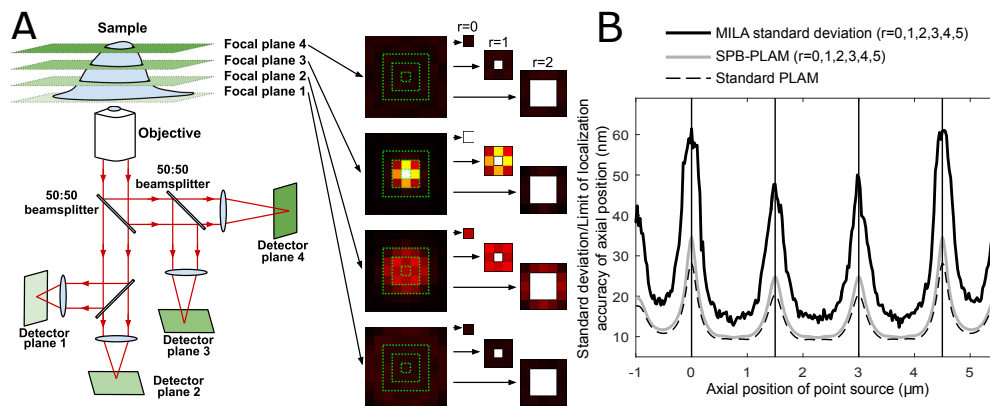 A
Sample
Focal plane 4
Focal plane 3
Focal plane 2
Focal plane 1
Objective
50:50
beamsplitter
50:50
beamsplitter
Detector
plane 4
Detector
plane 1
Detector
plane 3
Detector
plane 2
r=0
r=1
r=2
B
MILA standard deviation (r=0,1,2,3,4,5)
SPB-PLAM (r=0,1,2,3,4,5)
Standard PLAM
Standard deviation/Limit of localization
accuracy of axial position (nm)
60
50
40
30
20
10
-1
0
1
2
3
4
5
Axial position of point source (μm)